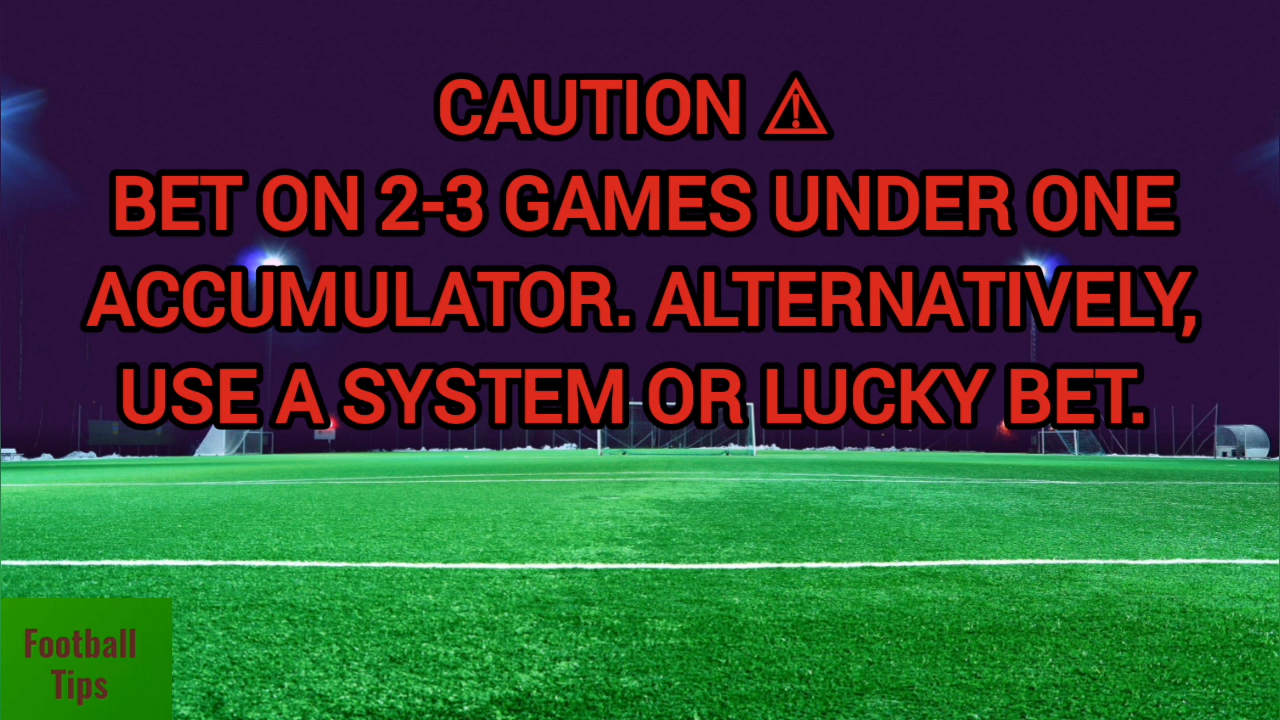 CAUTION ⚠
BET ON 2-3 GAMES UNDER ONE
ACCUMULATOR. ALTERNATIVELY,
USE A SYSTEM OR LUCKY BET.
Football
Tips